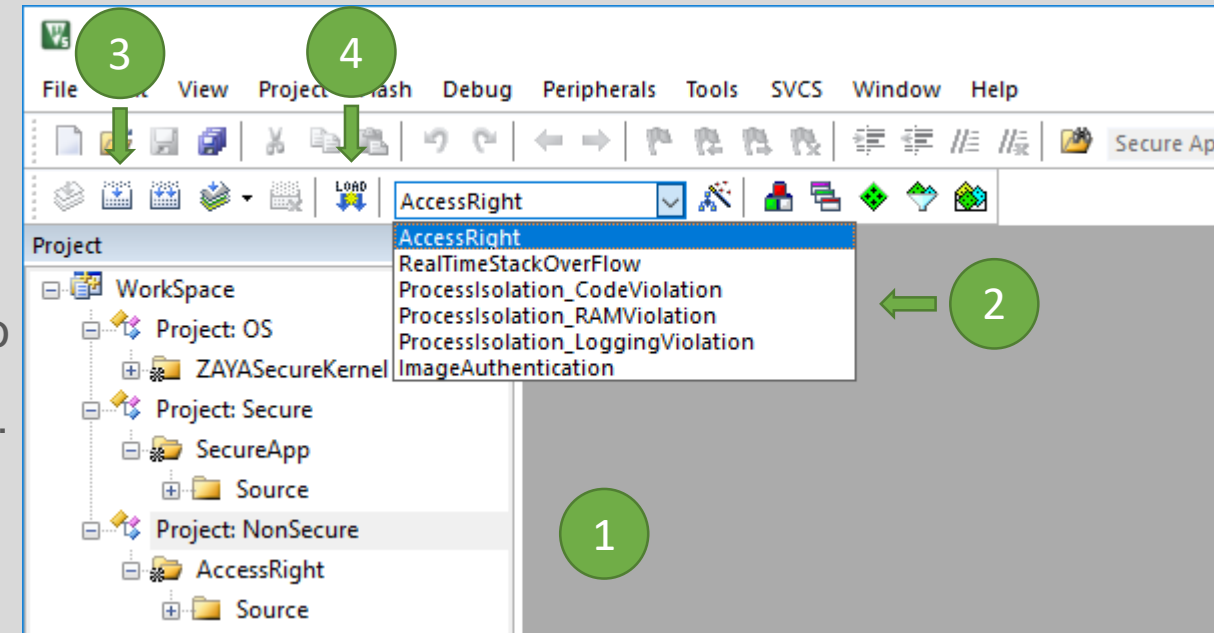 3 4
File View Project Debug Peripherals Tools SVCS Window Help
Secure Ap
LOAD AccessRight
Project
AccessRight
RealTimeStackOverFlow
ProcessIsolation_CodeViolation
ProcessIsolation_RAMViolation
ProcessIsolation_LoggingViolation
ImageAuthentication
2
WorkSpace
Project: OS
ZAYASecureKernel
Project: Secure
SecureApp
Source
Project: NonSecure
1
AccessRight
Source